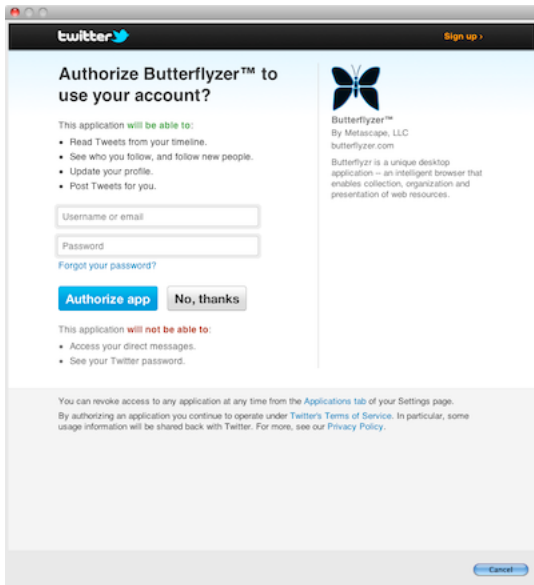 twitter
Sign up ›
Authorize Butterflyzer™ to
use your account?
This application will be able to:
• Read Tweets from your timeline.
• See who you follow, and follow new people.
• Update your profile.
• Post Tweets for you.
Username or email
Password
Forgot your password?
Authorize app
No, thanks
This application will not be able to:
• Access your direct messages.
• See your Twitter password.
Butterflyzer™
By Metascape, LLC
butterflyzer.com
Butterflyzr is a unique desktop
application -- an intelligent browser that
enables collection, organization and
presentation of web resources.
You can revoke access to any application at any time from the Applications tab of your Settings page.
By authorizing an application you continue to operate under Twitter's Terms of Service. In particular, some
usage information will be shared back with Twitter. For more, see our Privacy Policy.
Cancel